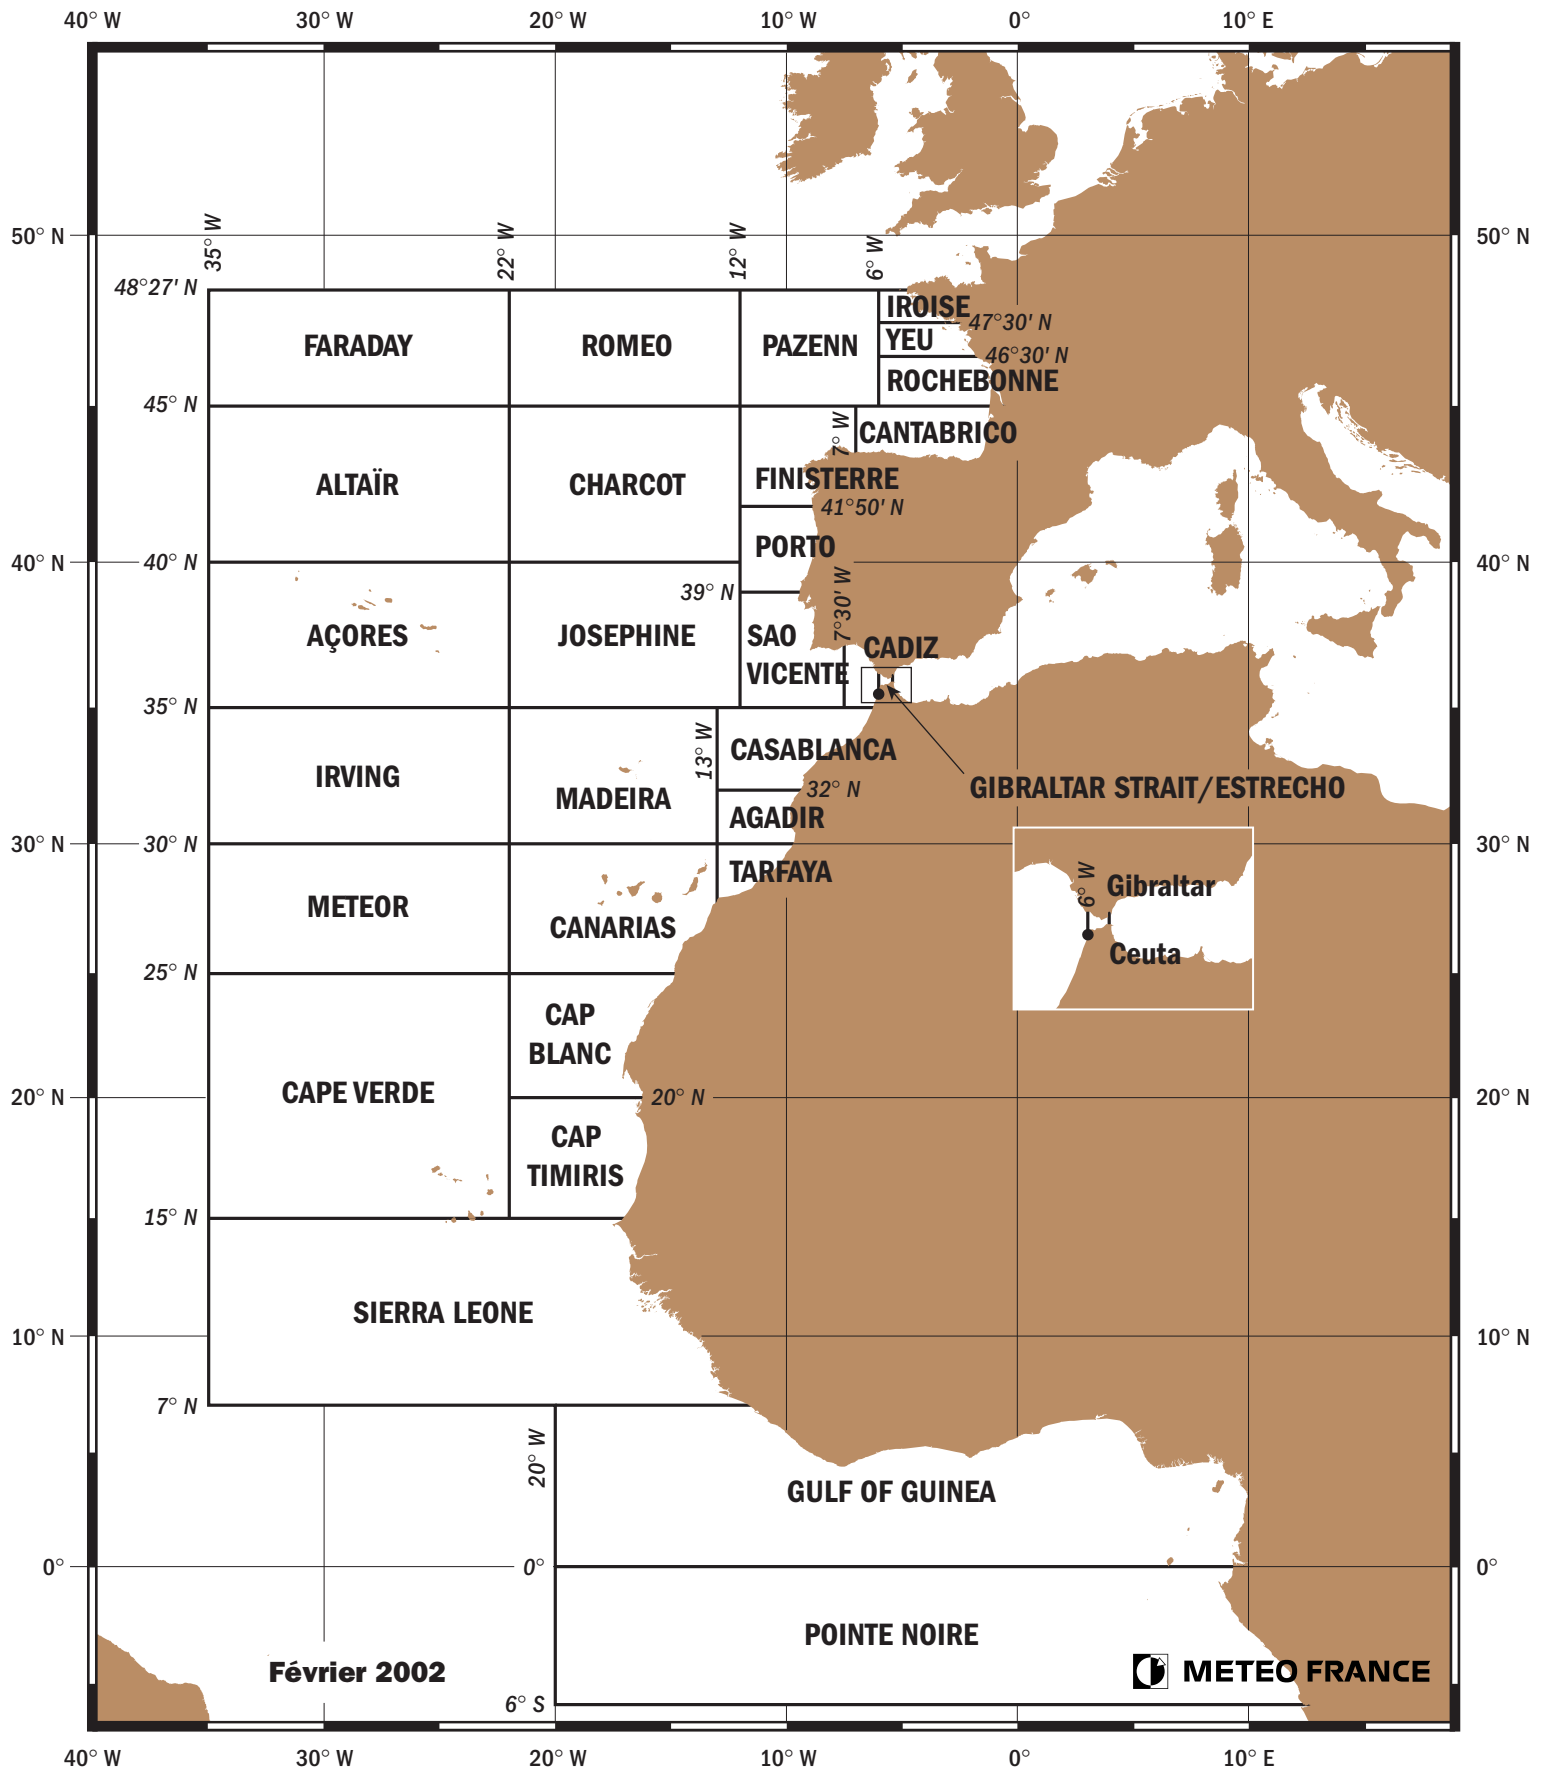 40° W 30° W 20° W 10° W 0° 10° E
50° N 50° N
35° W 22° W 12° W 6° W
48°27' N
IROISE
47°30' N
FARADAY ROMEO PAZENN YEU
46°30' N
ROCHEBONNE
45° N
7° W CANTABRICO
ALTAÏR CHARCOT FINISTERRE
41°50' N
PORTO
40° N 40° N 40° N
39° N 7°30' W
AÇORES JOSEPHINE SAO
VICENTE
CADIZ
35° N
13° W CASABLANCA
IRVING MADEIRA
32° N
GIBRALTAR STRAIT/ESTRECHO
AGADIR
30° N 30° N 30° N
TARFAYA
6° W Gibraltar
METEOR CANARIAS
Ceuta
25° N
CAP
BLANC
CAPE VERDE
20° N 20° N 20° N
CAP
TIMIRIS
15° N
SIERRA LEONE
10° N 10° N
7° N
20° W
GULF OF GUINEA
0° 0° 0°
POINTE NOIRE
Février 2002
METEO FRANCE
6° S
40° W 30° W 20° W 10° W 0° 10° E